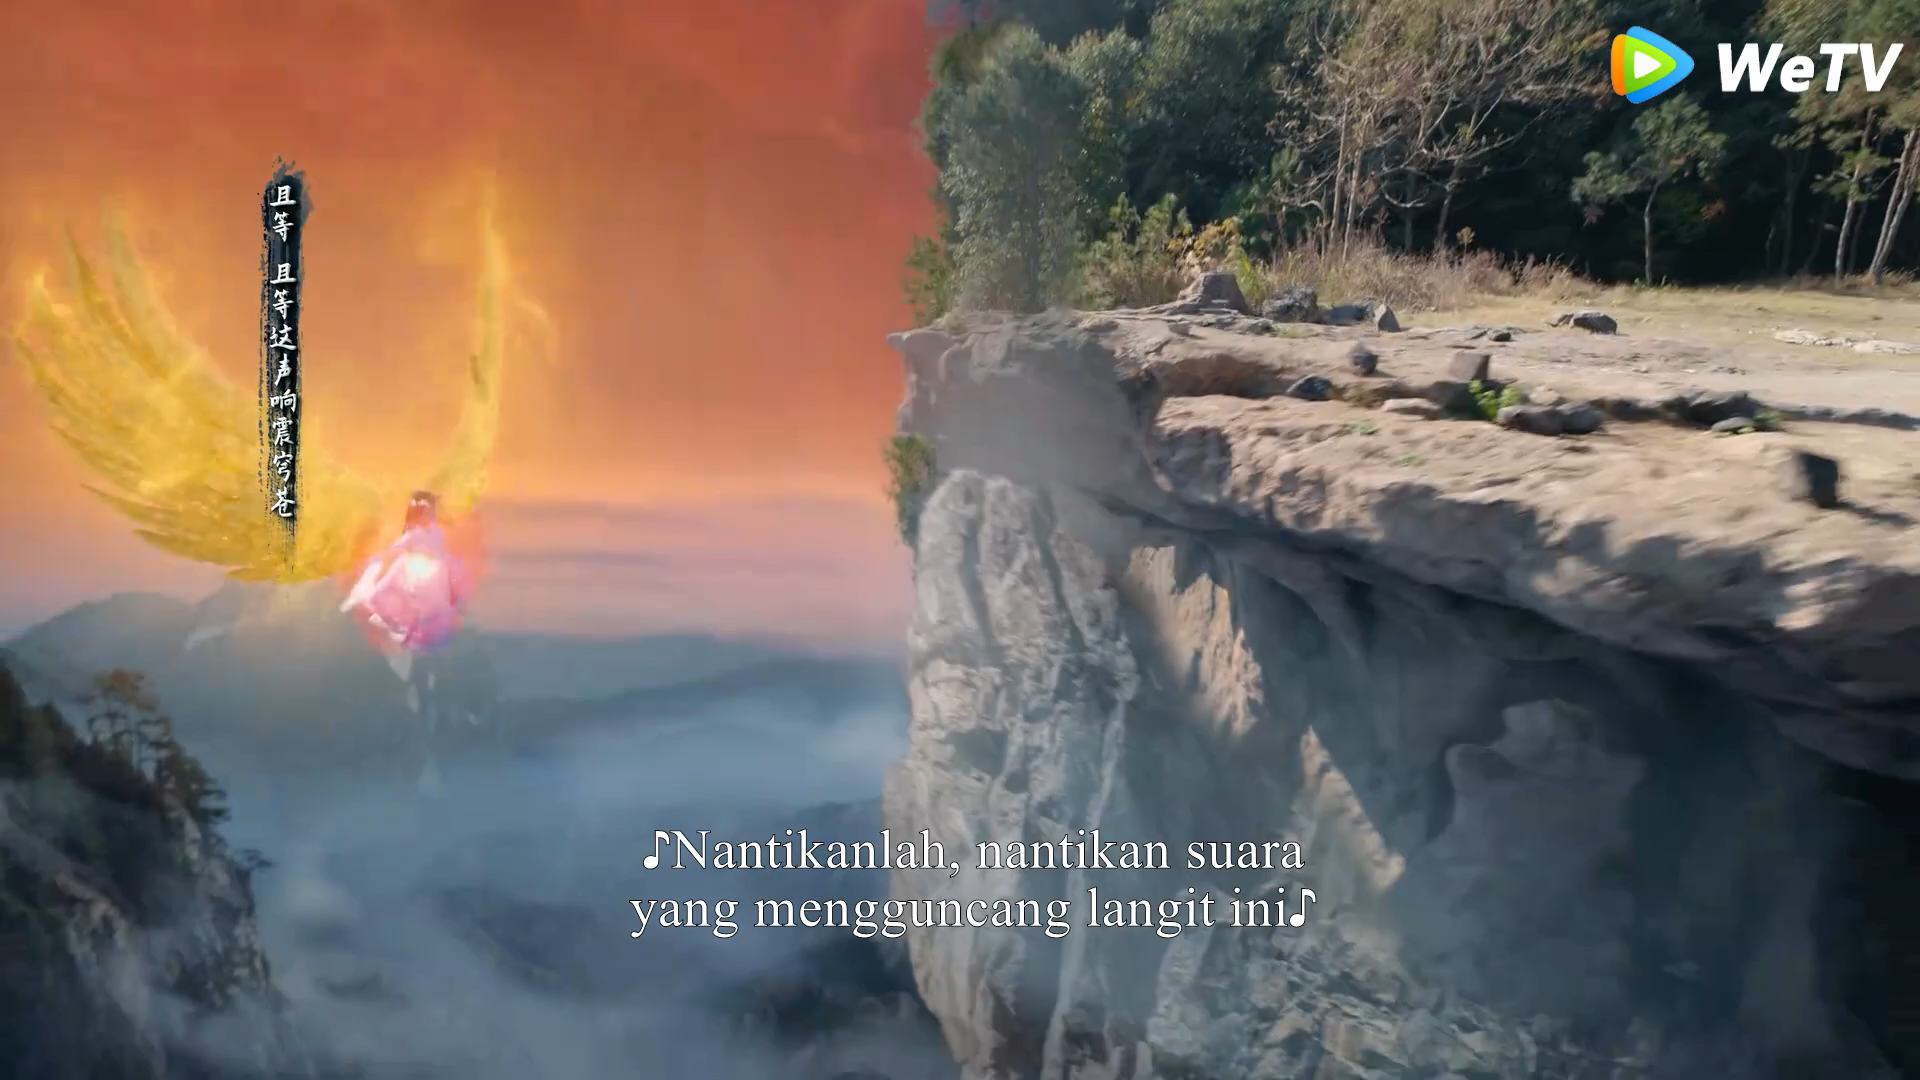 WeTV
且等 且等这声响震穹苍
♪Nantikanlah, nantikan suara
yang mengguncang langit ini♪